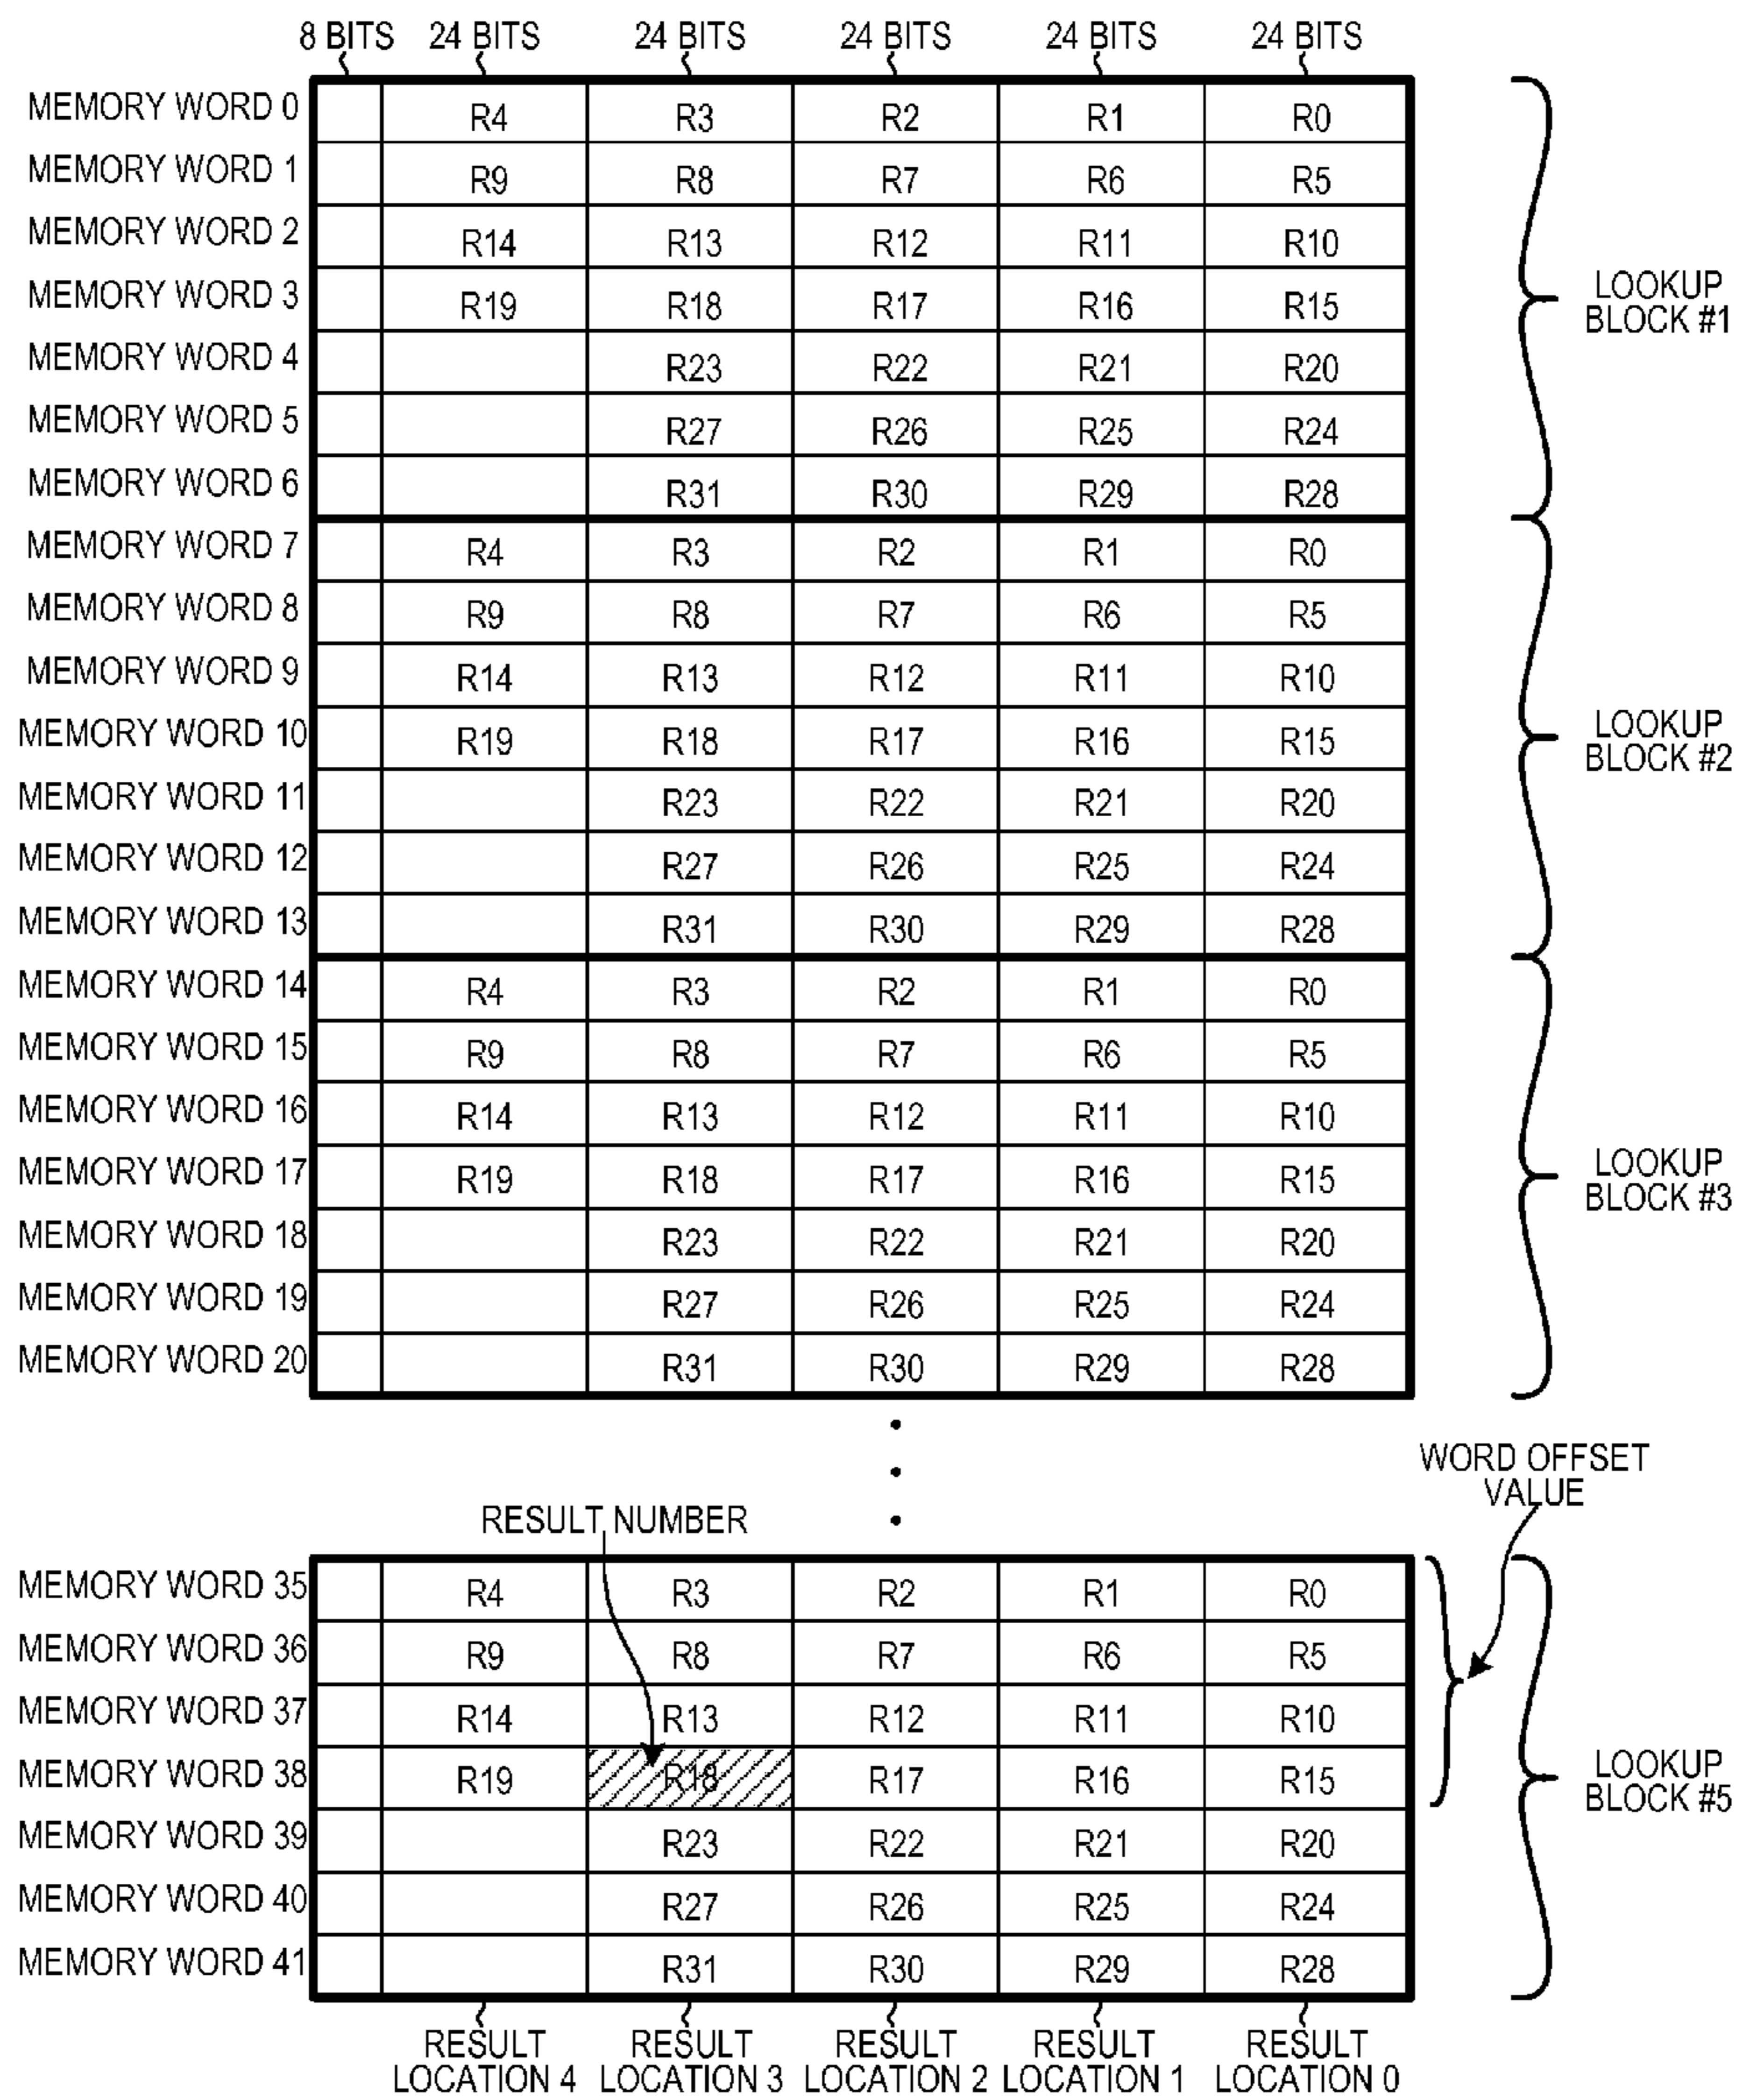 8 BITS 24 BITS 24 BITS 24 BITS 24 BITS 24 BITS
MEMORY WORD 0 R4 R3 R2 R1 R0
MEMORY WORD 1 R9 R8 R7 R6 R5
MEMORY WORD 2 R14 R13 R12 R11 R10
MEMORY WORD 3 R19 R18 R17 R16 R15
MEMORY WORD 4 R23 R22 R21 R20
MEMORY WORD 5 R27 R26 R25 R24
MEMORY WORD 6 R31 R30 R29 R28
LOOKUP
BLOCK #1
MEMORY WORD 7 R4 R3 R2 R1 R0
MEMORY WORD 8 R9 R8 R7 R6 R5
MEMORY WORD 9 R14 R13 R12 R11 R10
MEMORY WORD 10 R19 R18 R17 R16 R15
MEMORY WORD 11 R23 R22 R21 R20
MEMORY WORD 12 R27 R26 R25 R24
MEMORY WORD 13 R31 R30 R29 R28
LOOKUP
BLOCK #2
MEMORY WORD 14 R4 R3 R2 R1 R0
MEMORY WORD 15 R9 R8 R7 R6 R5
MEMORY WORD 16 R14 R13 R12 R11 R10
MEMORY WORD 17 R19 R18 R17 R16 R15
MEMORY WORD 18 R23 R22 R21 R20
MEMORY WORD 19 R27 R26 R25 R24
MEMORY WORD 20 R31 R30 R29 R28
LOOKUP
BLOCK #3
WORD OFFSET
VALUE
RESULT NUMBER
MEMORY WORD 35 R4 R3 R2 R1 R0
MEMORY WORD 36 R9 R8 R7 R6 R5
MEMORY WORD 37 R14 R13 R12 R11 R10
MEMORY WORD 38 R19 R18 R17 R16 R15
MEMORY WORD 39 R23 R22 R21 R20
MEMORY WORD 40 R27 R26 R25 R24
MEMORY WORD 41 R31 R30 R29 R28
LOOKUP
BLOCK #5
RESULT RESULT RESULT RESULT RESULT
LOCATION 4 LOCATION 3 LOCATION 2 LOCATION 1 LOCATION 0